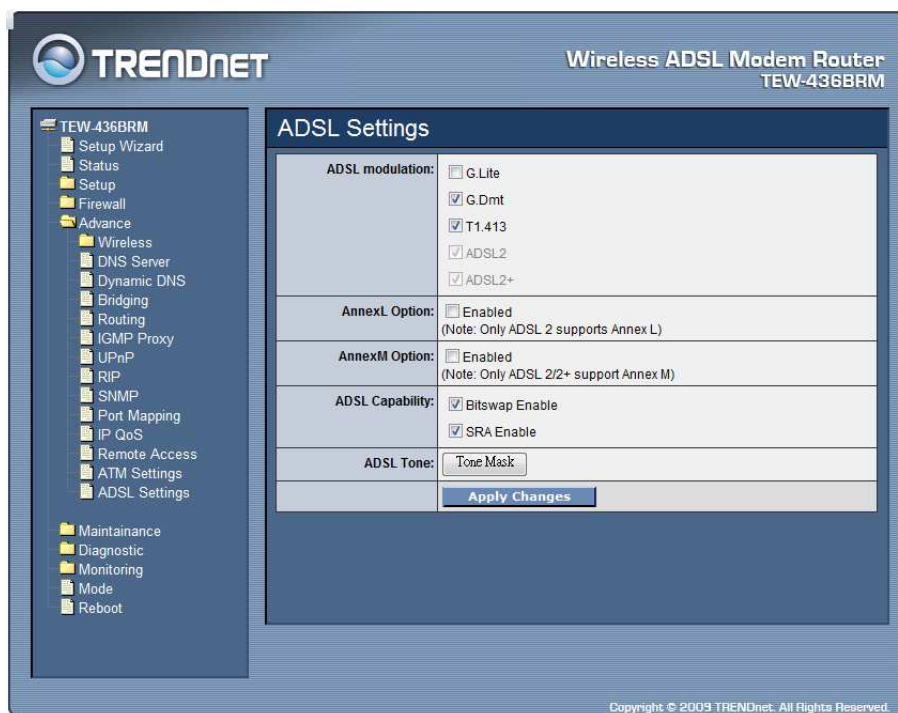 TRENDNET
Wireless ADSL Modem Router
TEW-436BRM
TEW-436BRM
Setup Wizard
Status
Setup
Firewall
Advance
Wireless
DNS Server
Dynamic DNS
Bridging
Routing
IGMP Proxy
UPnP
RIP
SNMP
Port Mapping
IP QoS
Remote Access
ATM Settings
ADSL Settings
Maintainance
Diagnostic
Monitoring
Mode
Reboot
ADSL Settings
ADSL modulation:
G.Lite
G.Dmt
T1.413
ADSL2
ADSL2+
AnnexL Option:
Enabled
(Note: Only ADSL 2 supports Annex L)
AnnexM Option:
Enabled
(Note: Only ADSL 2/2+ support Annex M)
ADSL Capability:
Bitswap Enable
SRA Enable
ADSL Tone:
Tone Mask
Apply Changes
Copyright © 2009 TRENDnet. All Rights Reserved.